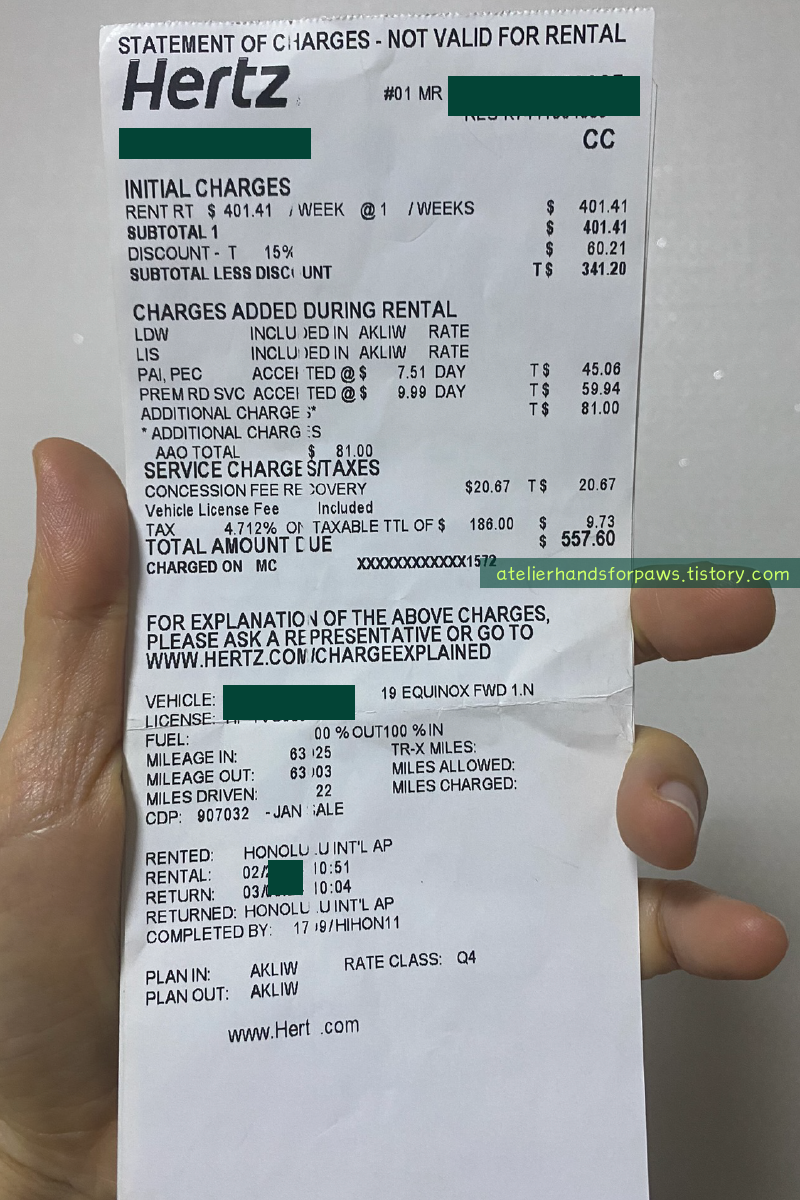 STATEMENT OF CHARGES - NOT VALID FOR RENTAL
Hertz
#01 MR
CC
INITIAL CHARGES
RENT RT $ 401.41 / WEEK @ 1 / WEEKS $ 401.41
SUBTOTAL 1 $ 401.41
DISCOUNT - T 15% $ 60.21
SUBTOTAL LESS DISCOUNT T $ 341.20
CHARGES ADDED DURING RENTAL
LDW INCLUDED IN AKLIW RATE
LIS INCLUDED IN AKLIW RATE
PAI, PEC ACCEPTED @ $ 7.51 DAY T $ 45.06
PREM RD SVC ACCEPTED @ $ 9.99 DAY T $ 59.94
ADDITIONAL CHARGES* T $ 81.00
* ADDITIONAL CHARGES
AAO TOTAL $ 81.00
SERVICE CHARGES/TAXES
CONCESSION FEE RECOVERY $20.67 T $ 20.67
Vehicle License Fee Included
TAX 4.712% ON TAXABLE TTL OF $ 186.00 $ 9.73
TOTAL AMOUNT DUE $ 557.60
CHARGED ON MC XXXXXXXXXXXX1572
atelierhandsforpaws.tistory.com
FOR EXPLANATION OF THE ABOVE CHARGES,
PLEASE ASK A REPRESENTATIVE OR GO TO
WWW.HERTZ.COM/CHARGEEXPLAINED
VEHICLE: 19 EQUINOX FWD 1.N
LICENSE:
FUEL: 00 % OUT100 % IN
MILEAGE IN: 63 025 TR-X MILES:
MILEAGE OUT: 63 003 MILES ALLOWED:
MILES DRIVEN: 22 MILES CHARGED:
CDP: 907032 - JAN SALE
RENTED: HONOLULU INT'L AP
RENTAL: 02/ 10:51
RETURN: 03/ 10:04
RETURNED: HONOLULU INT'L AP
COMPLETED BY: /HIHON11
PLAN IN: AKLIW RATE CLASS: Q4
PLAN OUT: AKLIW
www.Hert .com